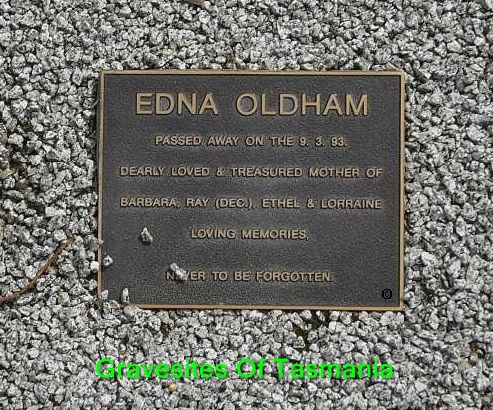 EDNA OLDHAM
PASSED AWAY ON THE 9. 3. 93.
DEARLY LOVED & TREASURED MOTHER OF
BARBARA, RAY (DEC.), ETHEL & LORRAINE
LOVING MEMORIES,
NEVER TO BE FORGOTTEN.
Gravesites Of Tasmania